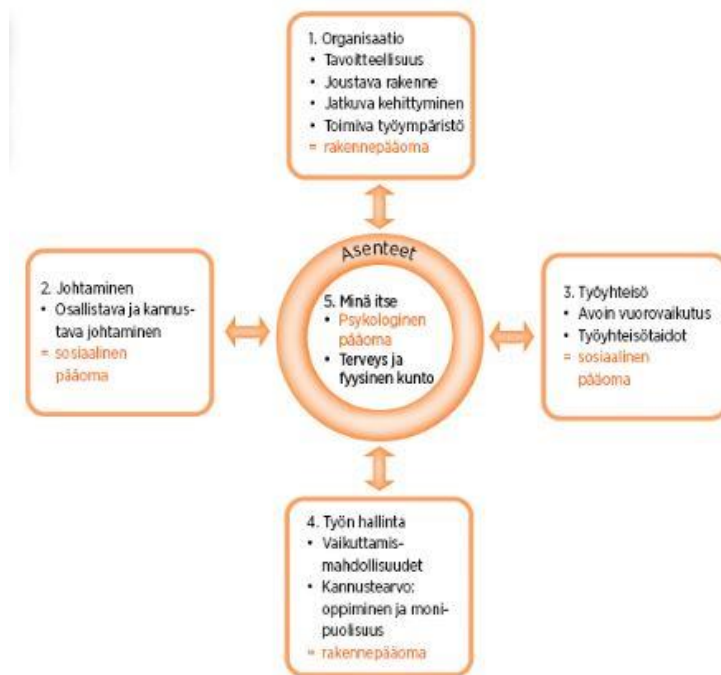 1. Organisaatio
• Tavoitteellisuus
• Joustava rakenne
• Jatkuva kehittyminen
• Toimiva työympäristö
= rakennepääoma
Asenteet
2. Johtaminen
• Osallistava ja kannus-
tava johtaminen
= sosiaalinen
pääoma
5. Minä itse
• Psykologinen
pääoma
• Terveys ja
fyysinen kunto
3. Työyhteisö
• Avoin vuorovaikutus
• Työyhteisötaidot
= sosiaalinen
pääoma
4. Työn hallinta
• Vaikuttamis-
mahdollisuudet
• Kannustearvo:
oppiminen ja moni-
puolisuus
= rakennepääoma